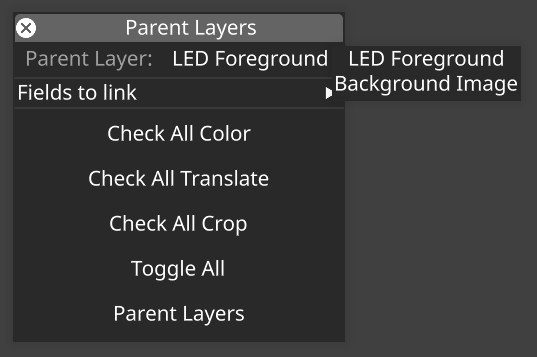 Parent Layers
Parent Layer: LED Foreground
LED Foreground
Background Image
Fields to link
Check All Color
Check All Translate
Check All Crop
Toggle All
Parent Layers